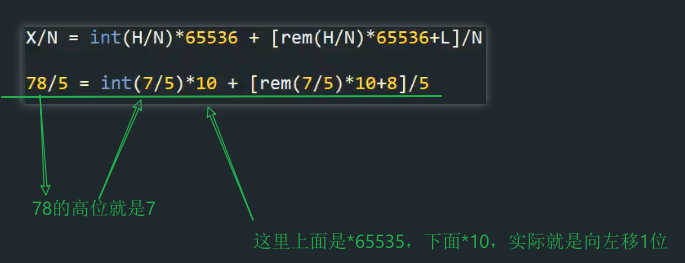 X/N = int(H/N)*65536 + [rem(H/N)*65536+L]/N
78/5 = int(7/5)*10 + [rem(7/5)*10+8]/5
78的高位就是7
这里上面是*65535，下面*10，实际就是向左移1位